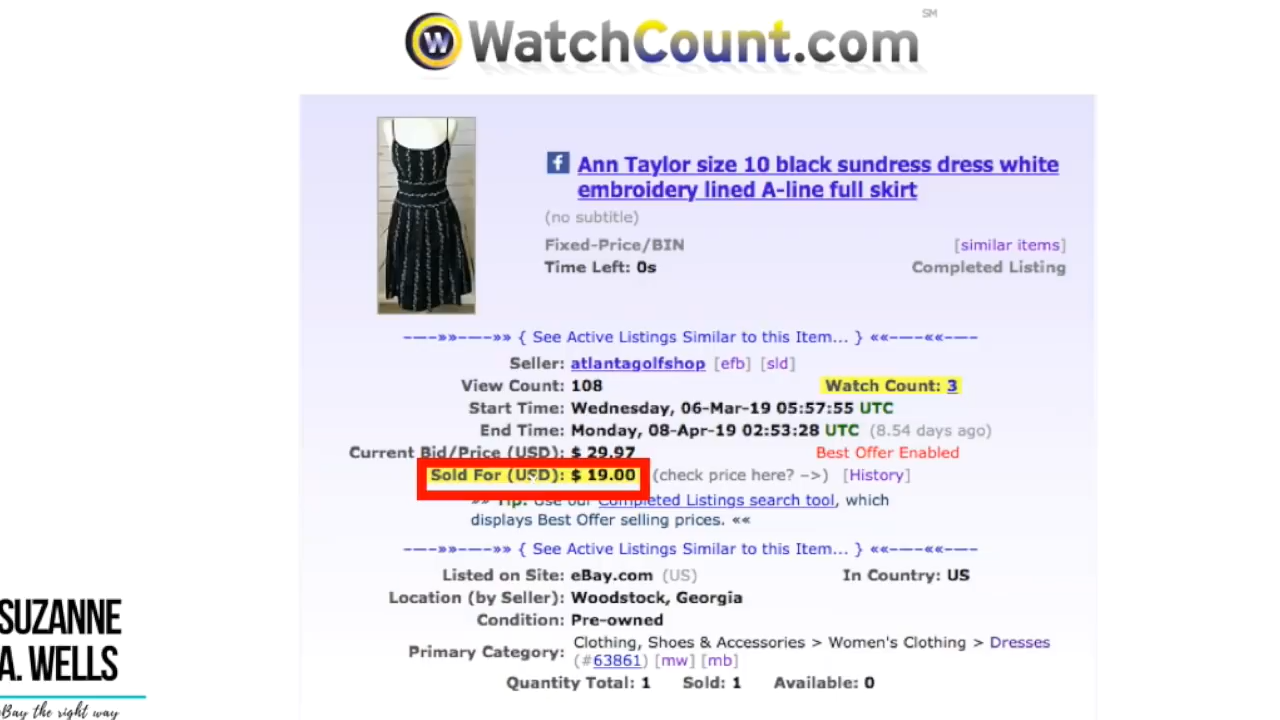 WatchCount.com SM
Ann Taylor size 10 black sundress dress white
embroidery lined A-line full skirt
(no subtitle)
Fixed-Price/BIN [similar items]
Time Left: 0s Completed Listing
–—-»»-—–»» { See Active Listings Similar to this Item... } ««-—–««-—–
Seller: atlantagolfshop [efb] [sld]
View Count: 108 Watch Count: 3
Start Time: Wednesday, 06-Mar-19 05:57:55 UTC
End Time: Monday, 08-Apr-19 02:53:28 UTC (8.54 days ago)
Current Bid/Price (USD): $ 29.97 Best Offer Enabled
Sold For (USD): $ 19.00 (check price here? –>) [History]
»» Tip: Use our Completed Listings search tool, which
displays Best Offer selling prices. ««
–—-»»-—–»» { See Active Listings Similar to this Item... } ««-—–««-—–
Listed on Site: eBay.com (US) In Country: US
Location (by Seller): Woodstock, Georgia
Condition: Pre-owned
Primary Category: Clothing, Shoes & Accessories > Women's Clothing > Dresses
(#63861) [mw] [mb]
Quantity Total: 1 Sold: 1 Available: 0
SUZANNE
A. WELLS
eBay the right way